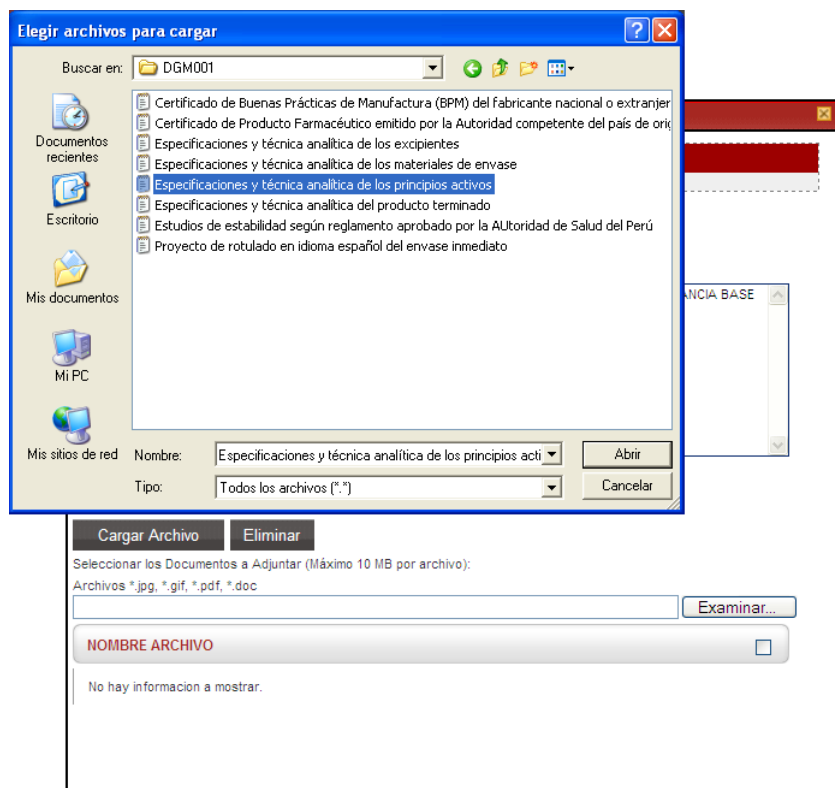 Elegir archivos para cargar
Buscar en:
DGM001
Documentos recientes
Escritorio
Mis documentos
Mi PC
Mis sitios de red
Certificado de Buenas Prácticas de Manufactura (BPM) del fabricante nacional o extranjer
Certificado de Producto Farmacéutico emitido por la Autoridad competente del país de orig
Especificaciones y técnica analítica de los excipientes
Especificaciones y técnica analítica de los materiales de envase
Especificaciones y técnica analítica de los principios activos
Especificaciones y técnica analítica del producto terminado
Estudios de estabilidad según reglamento aprobado por la AUtoridad de Salud del Perú
Proyecto de rotulado en idioma español del envase inmediato
Nombre:
Especificaciones y técnica analítica de los principios acti
Abrir
Tipo:
Todos los archivos (*.*)
Cancelar
ANCIA BASE
Cargar Archivo
Eliminar
Seleccionar los Documentos a Adjuntar (Máximo 10 MB por archivo):
Archivos *.jpg, *.gif, *.pdf, *.doc
Examinar...
NOMBRE ARCHIVO
No hay informacion a mostrar.